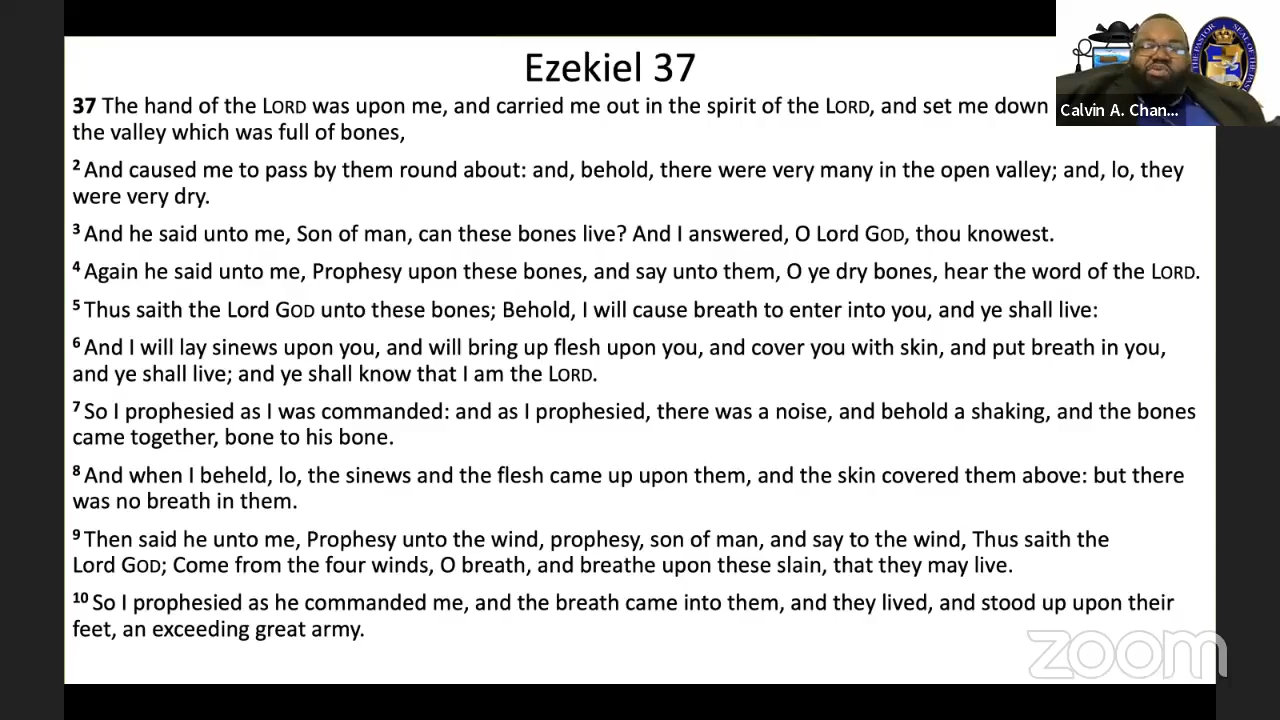 Ezekiel 37
37 The hand of the LORD was upon me, and carried me out in the spirit of the LORD, and set me down
the valley which was full of bones,
2 And caused me to pass by them round about: and, behold, there were very many in the open valley; and, lo, they
were very dry.
3 And he said unto me, Son of man, can these bones live? And I answered, O Lord GOD, thou knowest.
4 Again he said unto me, Prophesy upon these bones, and say unto them, O ye dry bones, hear the word of the LORD.
5 Thus saith the Lord GOD unto these bones; Behold, I will cause breath to enter into you, and ye shall live:
6 And I will lay sinews upon you, and will bring up flesh upon you, and cover you with skin, and put breath in you,
and ye shall live; and ye shall know that I am the LORD.
7 So I prophesied as I was commanded: and as I prophesied, there was a noise, and behold a shaking, and the bones
came together, bone to his bone.
8 And when I beheld, lo, the sinews and the flesh came up upon them, and the skin covered them above: but there
was no breath in them.
9 Then said he unto me, Prophesy unto the wind, prophesy, son of man, and say to the wind, Thus saith the
Lord GOD; Come from the four winds, O breath, and breathe upon these slain, that they may live.
10 So I prophesied as he commanded me, and the breath came into them, and they lived, and stood up upon their
feet, an exceeding great army.
Calvin A. Chan...
THE PASTOR
SEAL OF THE
zoom